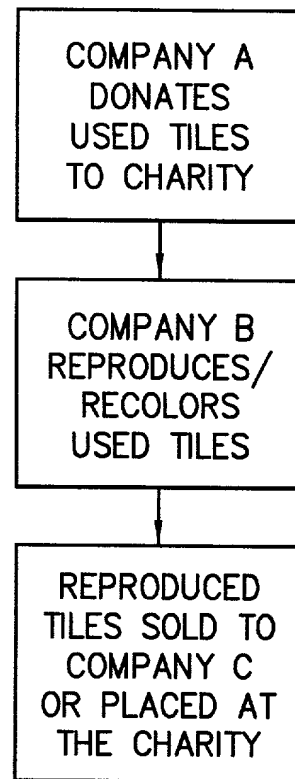 COMPANY A
DONATES
USED TILES
TO CHARITY
COMPANY B
REPRODUCES/
RECOLORS
USED TILES
REPRODUCED
TILES SOLD TO
COMPANY C
OR PLACED AT
THE CHARITY